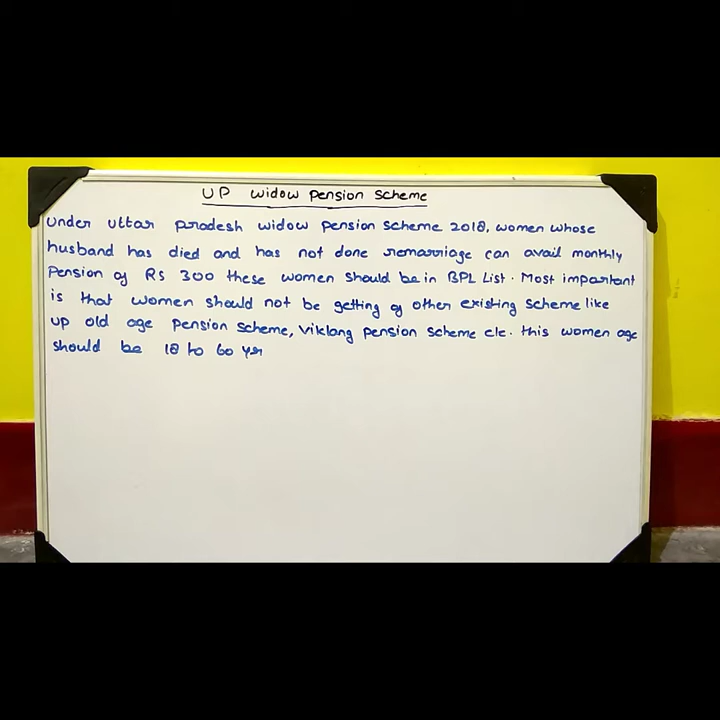 UP widow pension scheme
under uttar pradesh widow pension scheme 2018, women whose
husband has died and has not done remarriage can avail monthly
pension of RS 300 these women should be in BPL List. Most important
is that women should not be getting of other existing scheme like
up old age pension scheme, viklang pension scheme etc. this women age
should be 18 to 60 yr